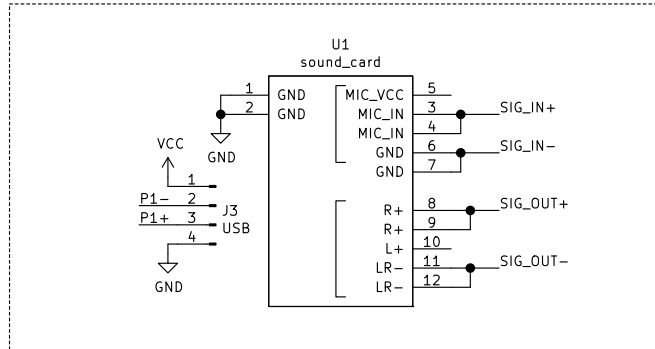 U1
sound_card
1 GND MIC_VCC 5
2 GND MIC_IN 3 SIG_IN+
MIC_IN 4
GND 6 SIG_IN-
GND 7
GND
VCC
1
P1- 2 J3
P1+ 3 USB
4
GND
R+ 8 SIG_OUT+
R+ 9
L+ 10
LR- 11 SIG_OUT-
LR- 12